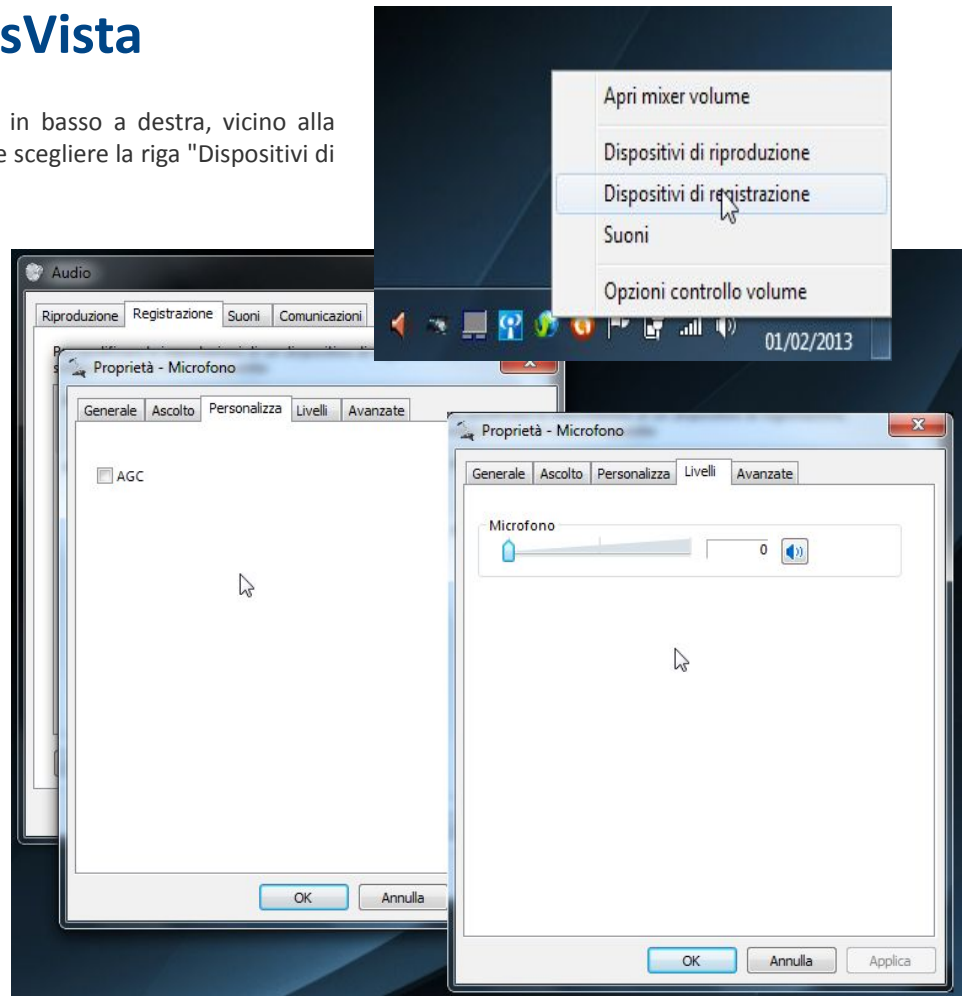 sVista
in basso a destra, vicino alla
e scegliere la riga "Dispositivi di
Apri mixer volume
Dispositivi di riproduzione
Dispositivi di registrazione
Suoni
Opzioni controllo volume
01/02/2013
Audio
Riproduzione Registrazione Suoni Comunicazioni
Proprietà - Microfono
Generale Ascolto Personalizza Livelli Avanzate
AGC
OK Annulla
Proprietà - Microfono
Generale Ascolto Personalizza Livelli Avanzate
Microfono
0
OK Annulla Applica